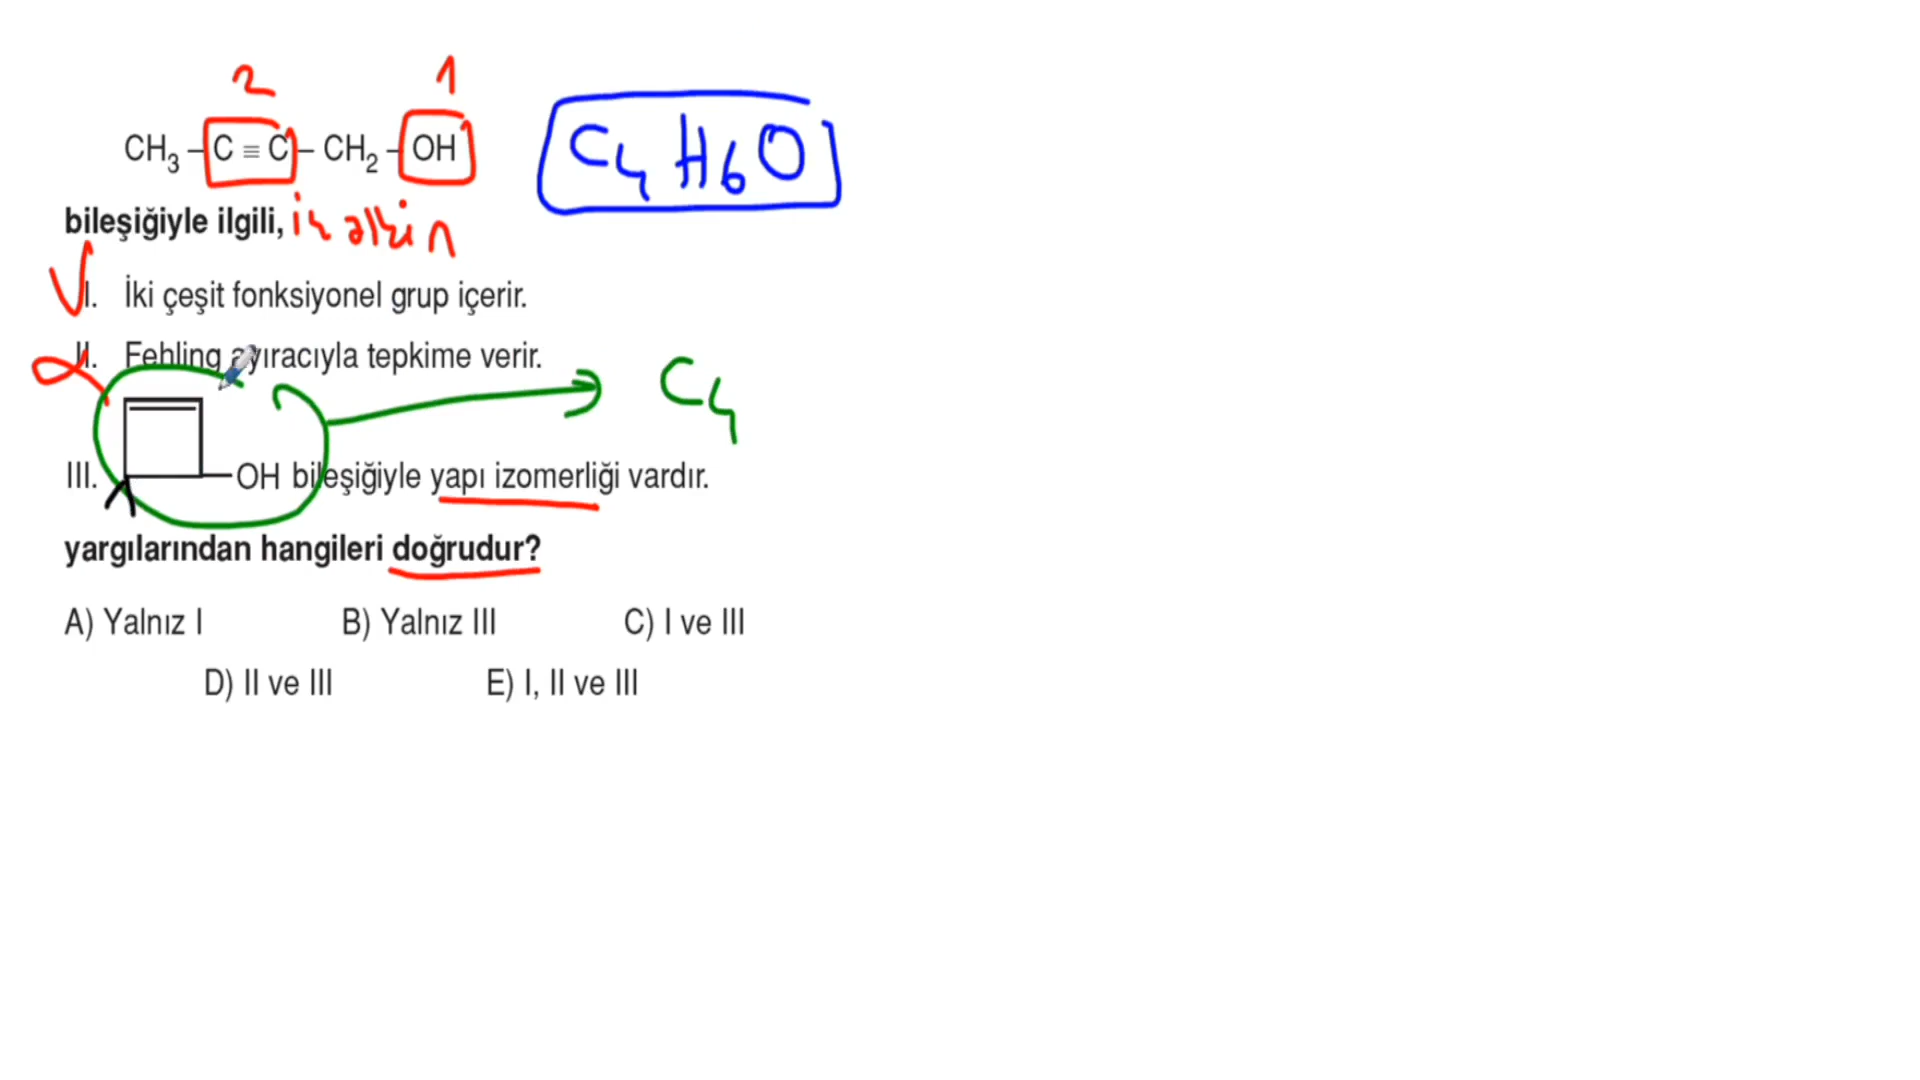 2 1
CH3 – C ≡ C – CH2 – OH
C4H6O
bileşiğiyle ilgili, iç alkin
I. İki çeşit fonksiyonel grup içerir.
II. Fehling ayıracıyla tepkime verir.
C4
III. OH bileşiğiyle yapı izomerliği vardır.
yargılarından hangileri doğrudur?
A) Yalnız I B) Yalnız III C) I ve III
D) II ve III E) I, II ve III